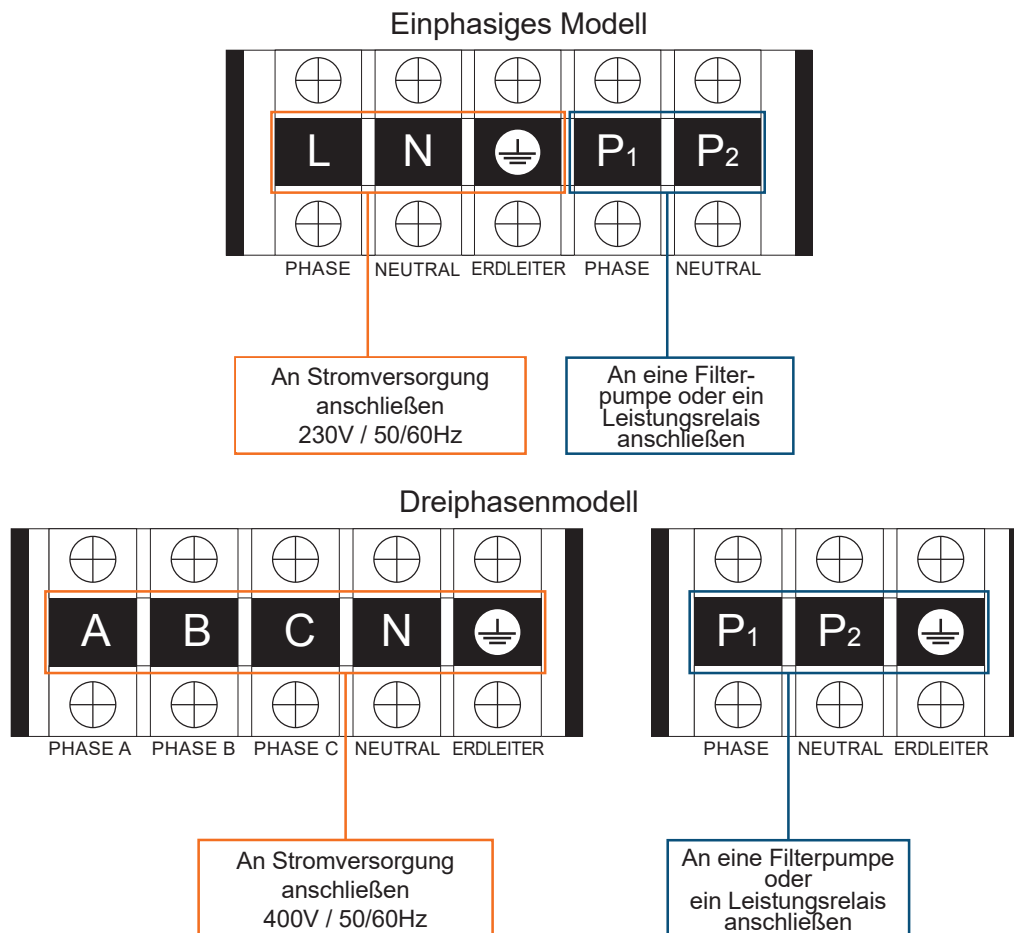 Einphasiges Modell
L N P1 P2
PHASE NEUTRAL ERDLEITER PHASE NEUTRAL
An Stromversorgung
anschließen
230V / 50/60Hz
An eine Filter-
pumpe oder ein
Leistungsrelais
anschließen
Dreiphasenmodell
A B C N
PHASE A PHASE B PHASE C NEUTRAL ERDLEITER
P1 P2
PHASE NEUTRAL ERDLEITER
An Stromversorgung
anschließen
400V / 50/60Hz
An eine Filterpumpe
oder
ein Leistungsrelais
anschließen